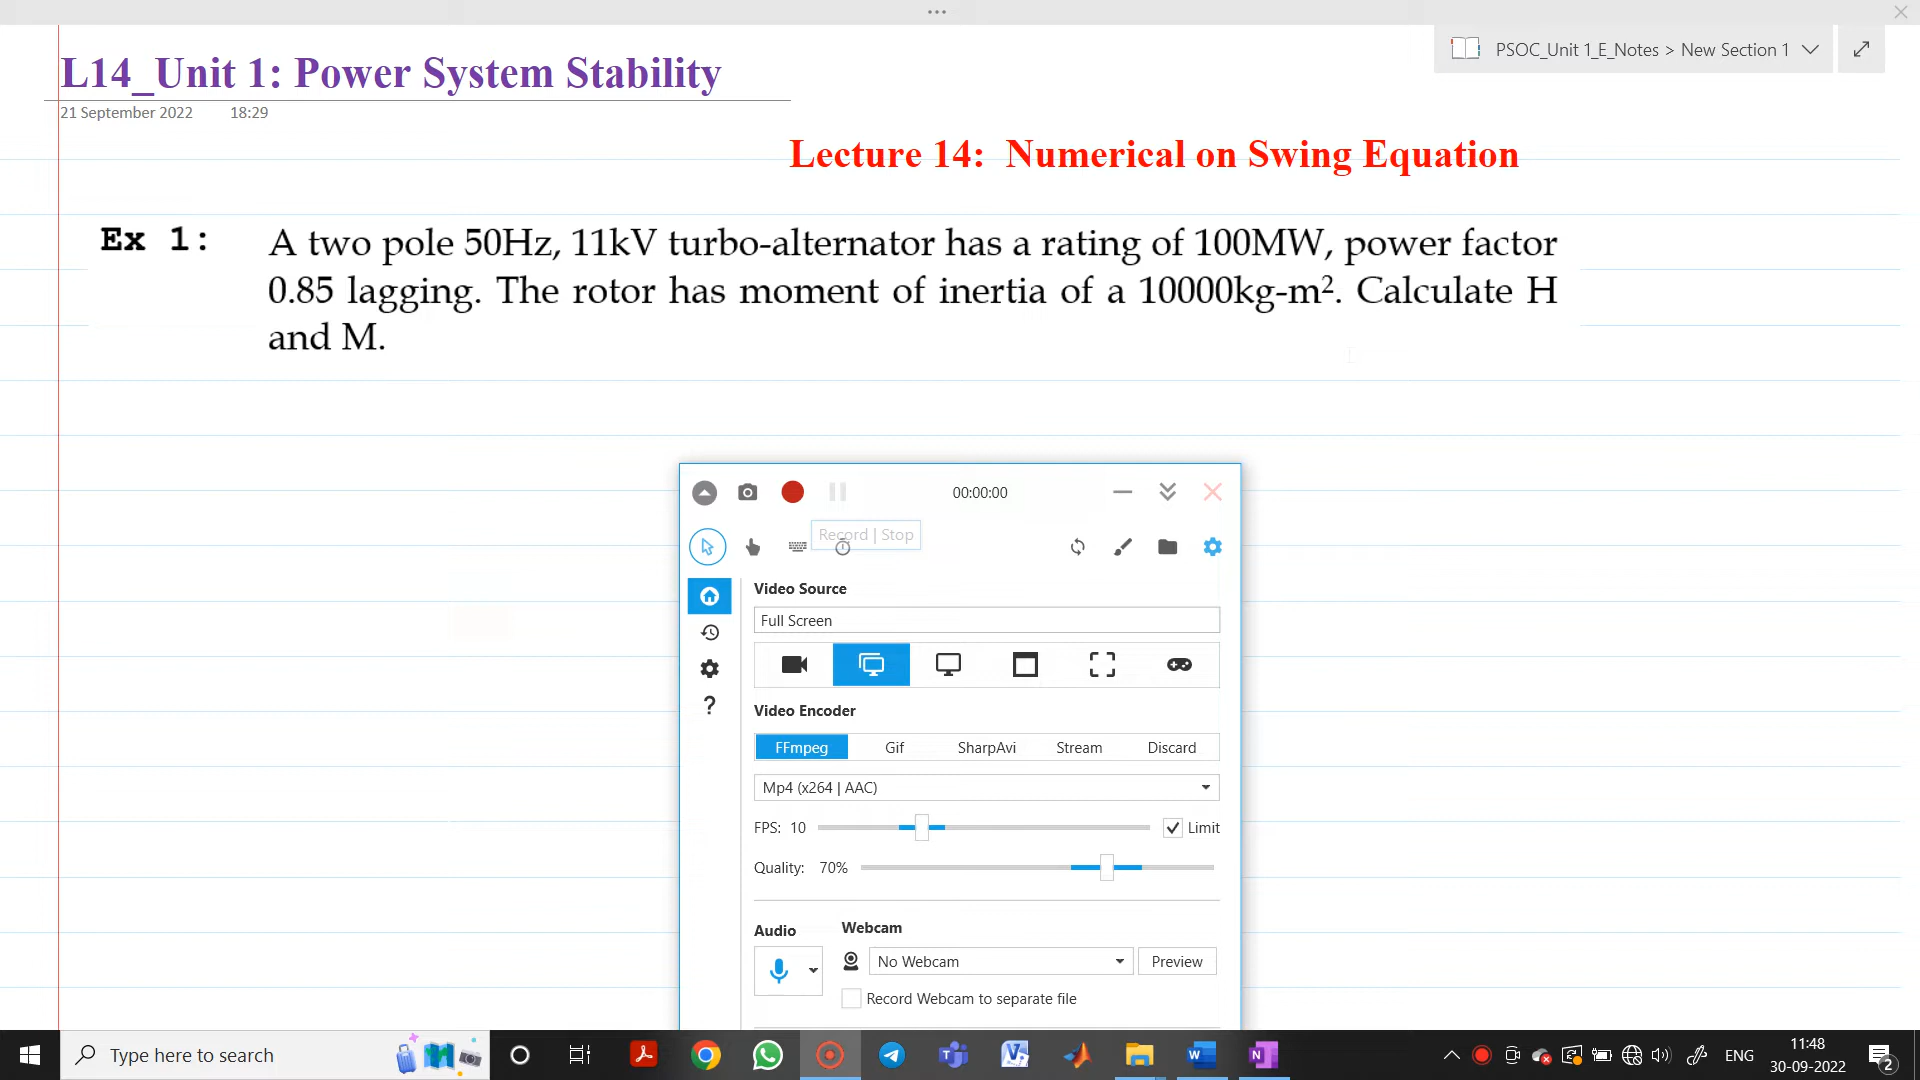 PSOC_Unit 1_E_Notes > New Section 1
L14_Unit 1: Power System Stability
21 September 2022 18:29
Lecture 14: Numerical on Swing Equation
Ex 1: A two pole 50Hz, 11kV turbo-alternator has a rating of 100MW, power factor
0.85 lagging. The rotor has moment of inertia of a 10000kg-m². Calculate H
and M.
00:00:00
Record | Stop
Video Source
Full Screen
Video Encoder
FFmpeg Gif SharpAvi Stream Discard
Mp4 (x264 | AAC)
FPS: 10 Limit
Quality: 70%
Audio Webcam
No Webcam Preview
Record Webcam to separate file
Type here to search
ENG
11:48
30-09-2022
2